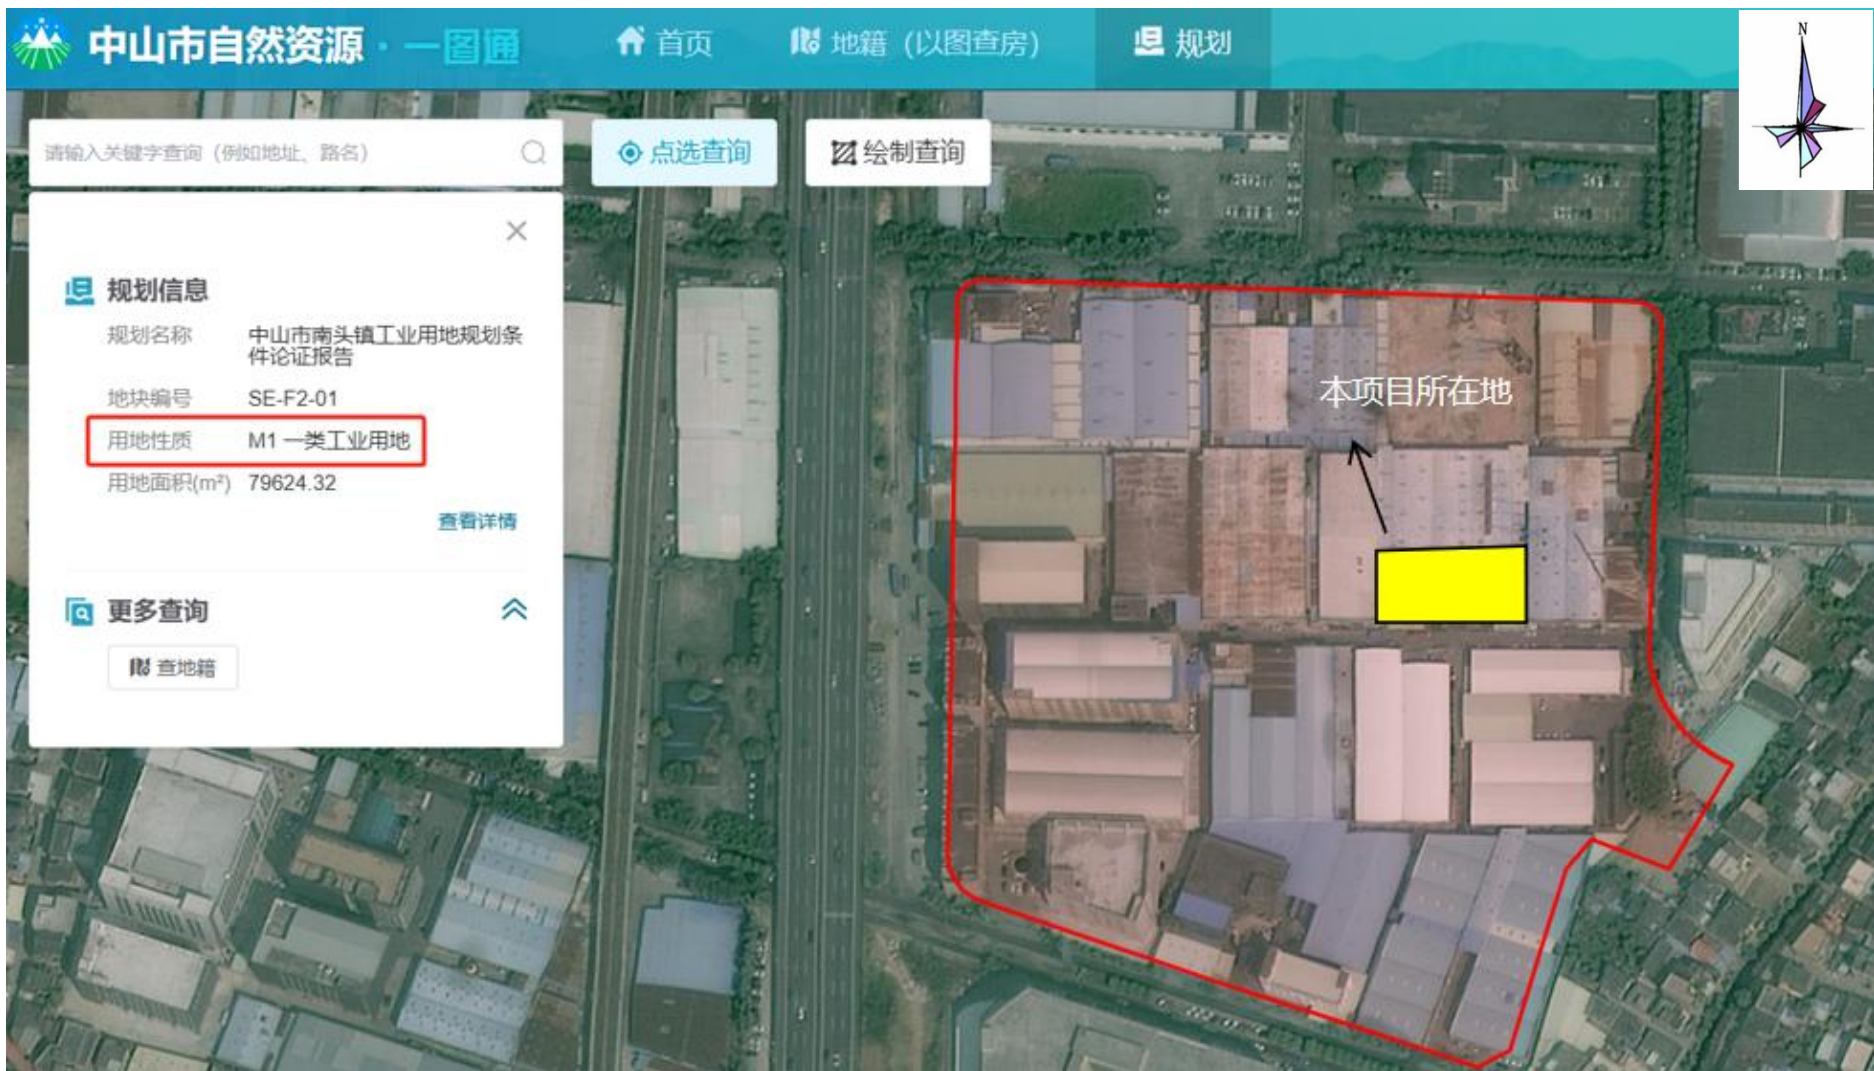 中山市自然资源·一图通
首页
地籍（以图查房）
规划
N
请输入关键字查询（例如地址、路名）
点选查询
绘制查询
规划信息
规划名称 中山市南头镇工业用地规划条
件论证报告
地块编号 SE-F2-01
用地性质 M1 一类工业用地
用地面积(m²) 79624.32
查看详情
更多查询
查地籍
本项目所在地